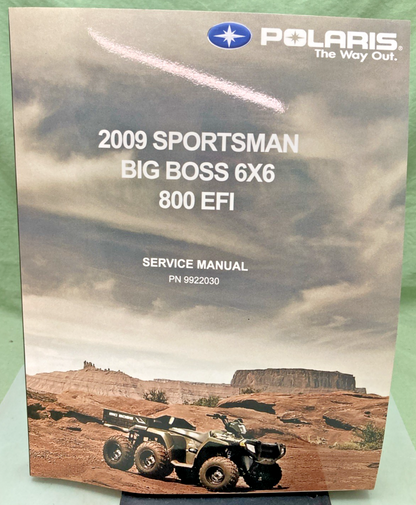 POLARIS®
The Way Out.
2009 SPORTSMAN
BIG BOSS 6X6
800 EFI
SERVICE MANUAL
PN 9922030